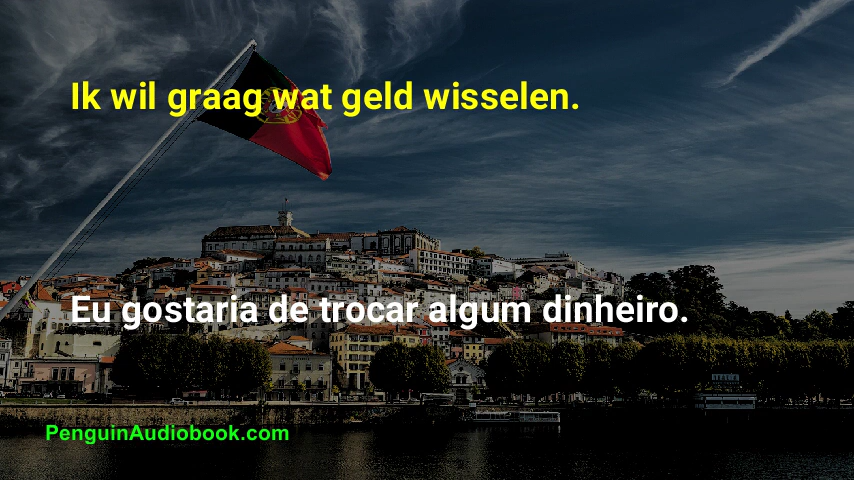 Ik wil graag wat geld wisselen.
Eu gostaria de trocar algum dinheiro.
PenguinAudiobook.com